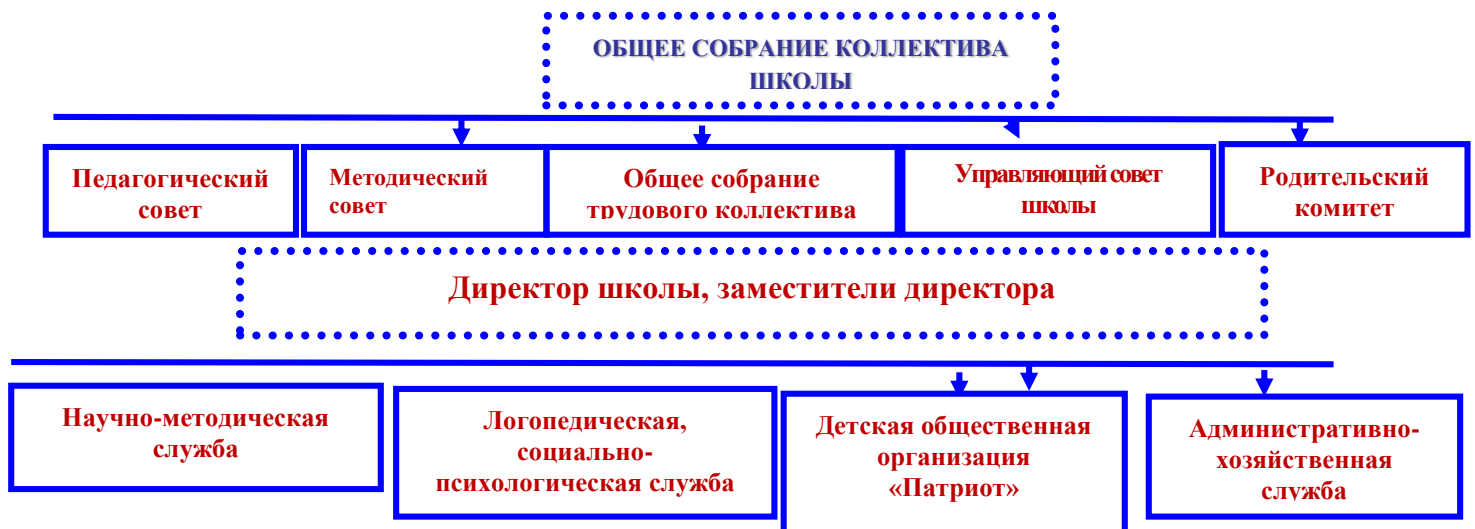 ОБЩЕЕ СОБРАНИЕ КОЛЛЕКТИВА
ШКОЛЫ
Педагогический
совет
Методический
совет
Общее собрание
трудового коллектива
Управляющий совет
школы
Родительский
комитет
Директор школы, заместители директора
Научно-методическая
служба
Логопедическая,
социально-
психологическая служба
Детская общественная
организация
«Патриот»
Административно-
хозяйственная
служба